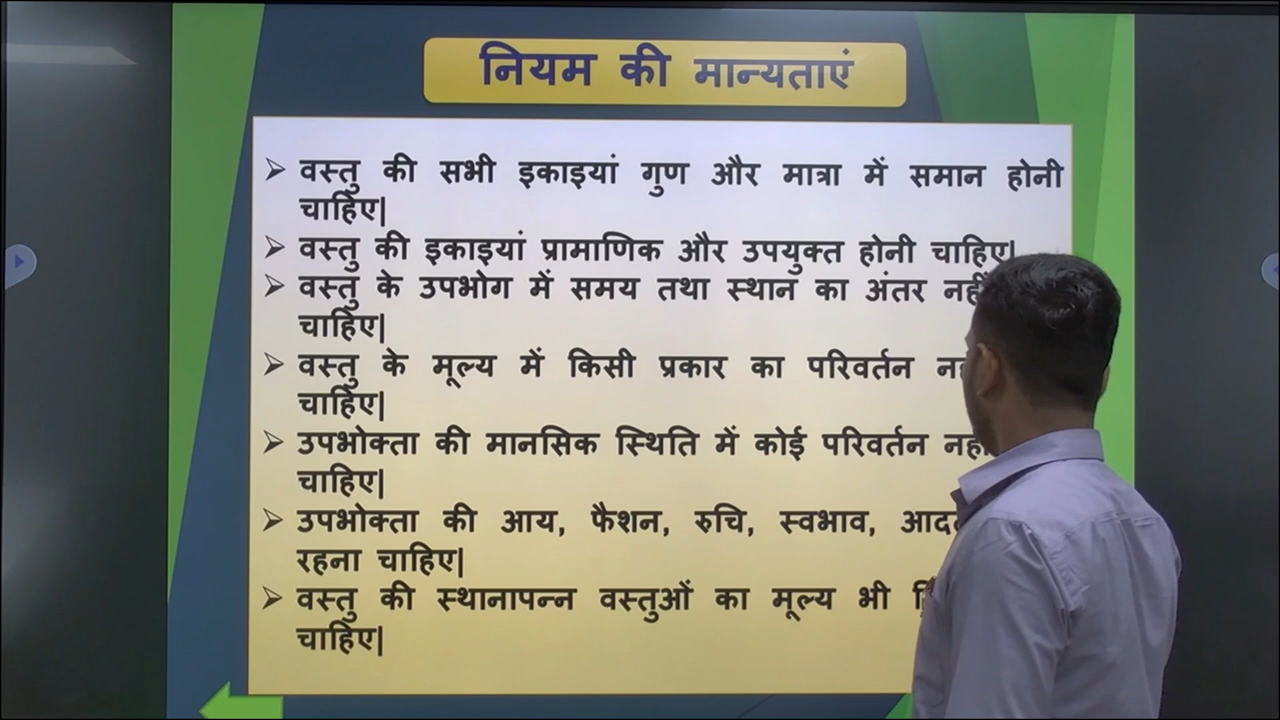 नियम की मान्यताएं
➢ वस्तु की सभी इकाइयां गुण और मात्रा में समान होनी
चाहिए|
➢ वस्तु की इकाइयां प्रामाणिक और उपयुक्त होनी चाहिए|
➢ वस्तु के उपभोग में समय तथा स्थान का अंतर नहीं
चाहिए|
➢ वस्तु के मूल्य में किसी प्रकार का परिवर्तन
चाहिए|
➢ उपभोक्ता की मानसिक स्थिति में कोई परिवर्तन नहीं
चाहिए|
➢ उपभोक्ता की आय, फैशन, रुचि, स्वभाव,
रहना चाहिए|
➢ वस्तु की स्थानापन्न वस्तुओं का मूल्य भी
चाहिए|